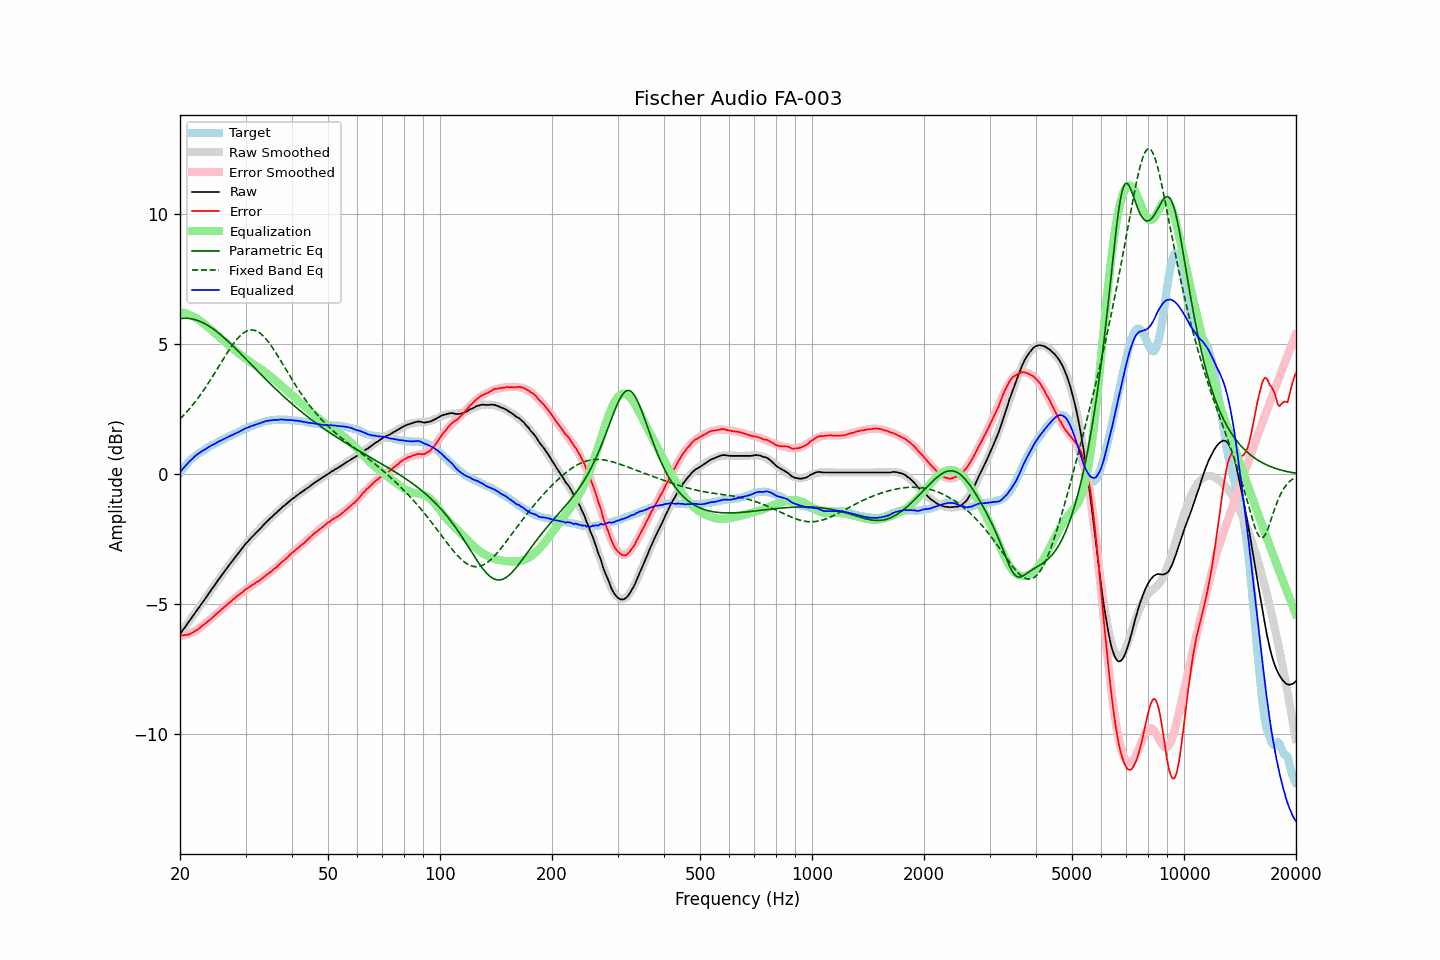 Fischer Audio FA-003
Target
Raw Smoothed
Error Smoothed
Raw
Error
Equalization
Parametric Eq
Fixed Band Eq
Equalized
10
5
0
−5
−10
Amplitude (dBr)
20 50 100 200 500 1000 2000 5000 10000 20000
Frequency (Hz)